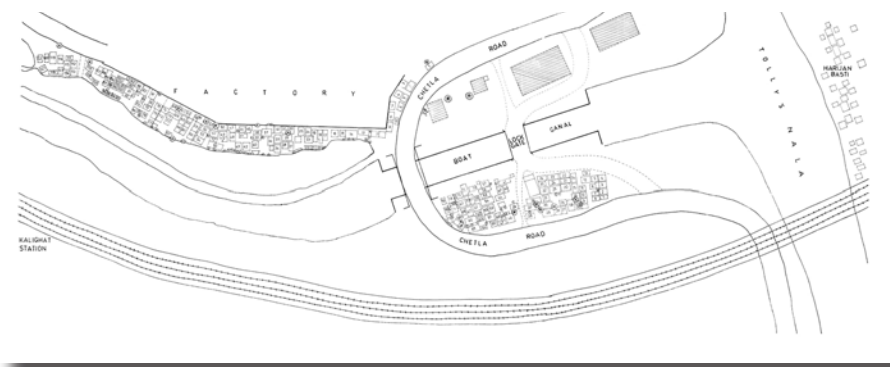 FACTORY
CHETLA
ROAD
BOAT
LOCK
GATE
CANAL
TOLLYS NALA
HARIJAN
BASTI
CHETLA
ROAD
KALIGHAT
STATION